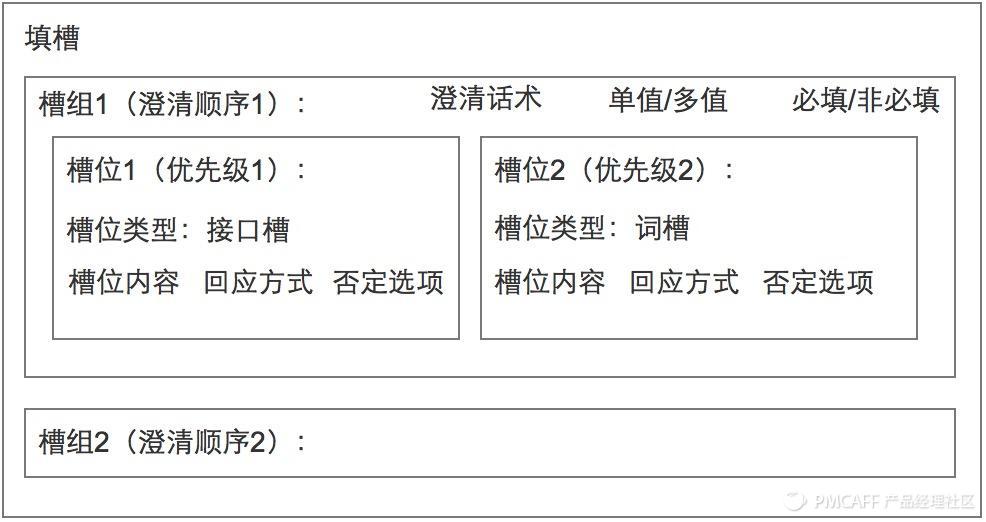 填槽
槽组1（澄清顺序1）： 澄清话术 单值/多值 必填/非必填
槽位1（优先级1）： 槽位2（优先级2）：
槽位类型：接口槽 槽位类型：词槽
槽位内容 回应方式 否定选项 槽位内容 回应方式 否定选项
槽组2（澄清顺序2）：
PMCAFF 产品经理社区